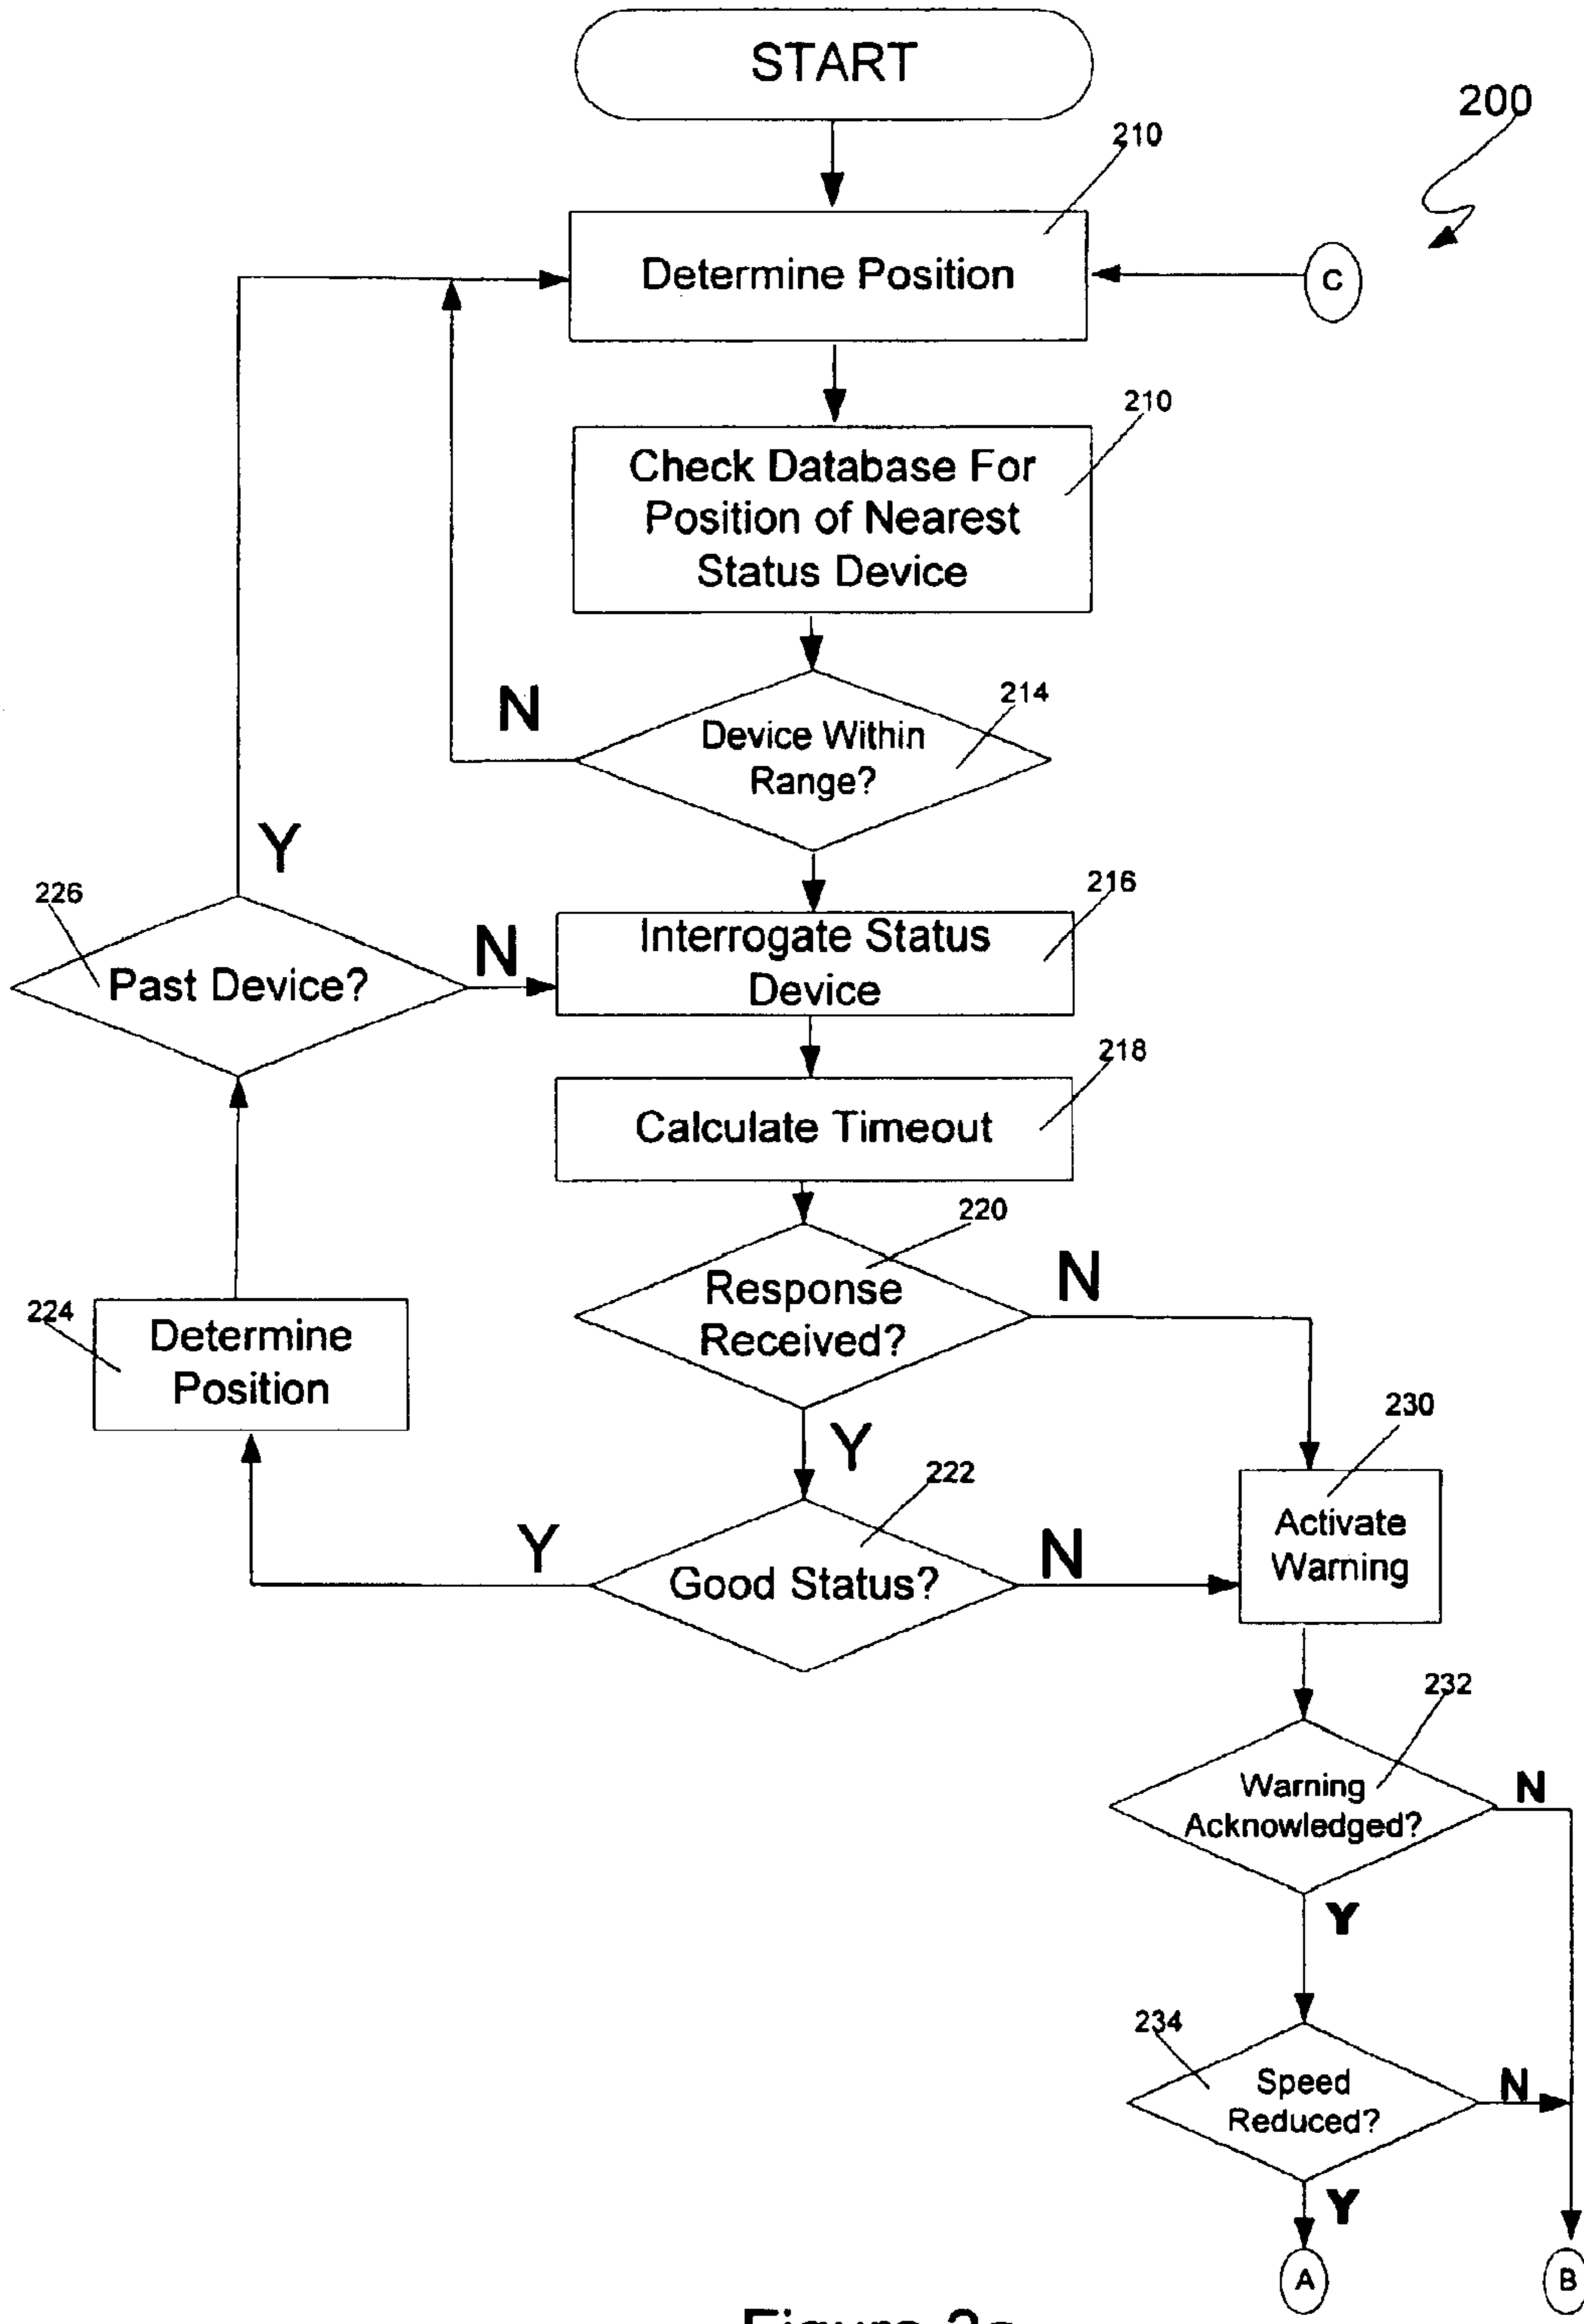 START
200
210
Determine Position
C
210
Check Database For
Position of Nearest
Status Device
N
214
Device Within
Range?
Y
226
Past Device?
N
216
Interrogate Status
Device
218
Calculate Timeout
220
Response
Received?
N
224
Determine
Position
Y
230
Activate
Warning
222
Good Status?
Y
N
232
Warning
Acknowledged?
N
Y
234
Speed
Reduced?
N
Y
A
B